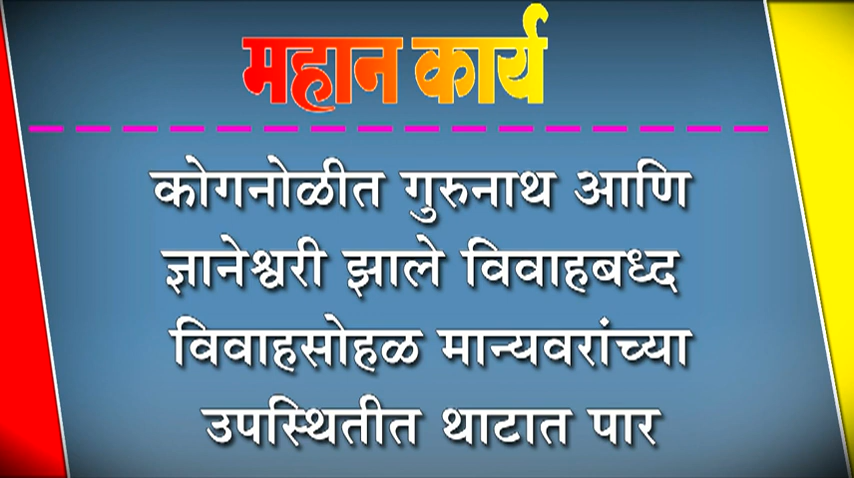 महान कार्य
कोगनोळीत गुरुनाथ आणि
ज्ञानेश्वरी झाले विवाहबध्द
विवाहसोहळ मान्यवरांच्या
उपस्थितीत थाटात पार